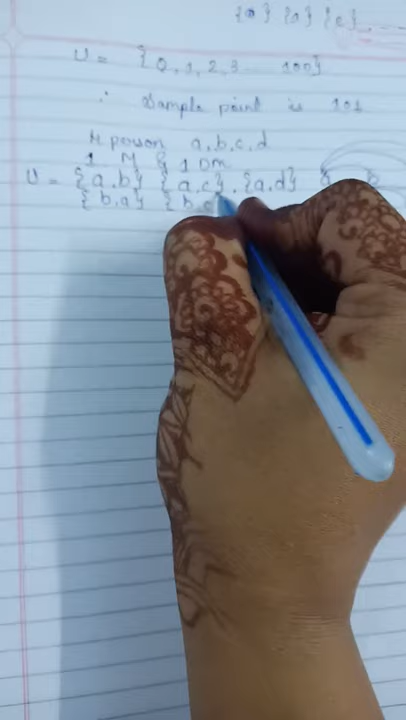 {a} {b} {c}
U = {0, 1, 2, 3 ... 100}
∴ Sample point is 101
4 person a, b, c, d
1 M & 1 DM
U = {a,b} {a,c}, {a,d} a b
{b,a} {b,c